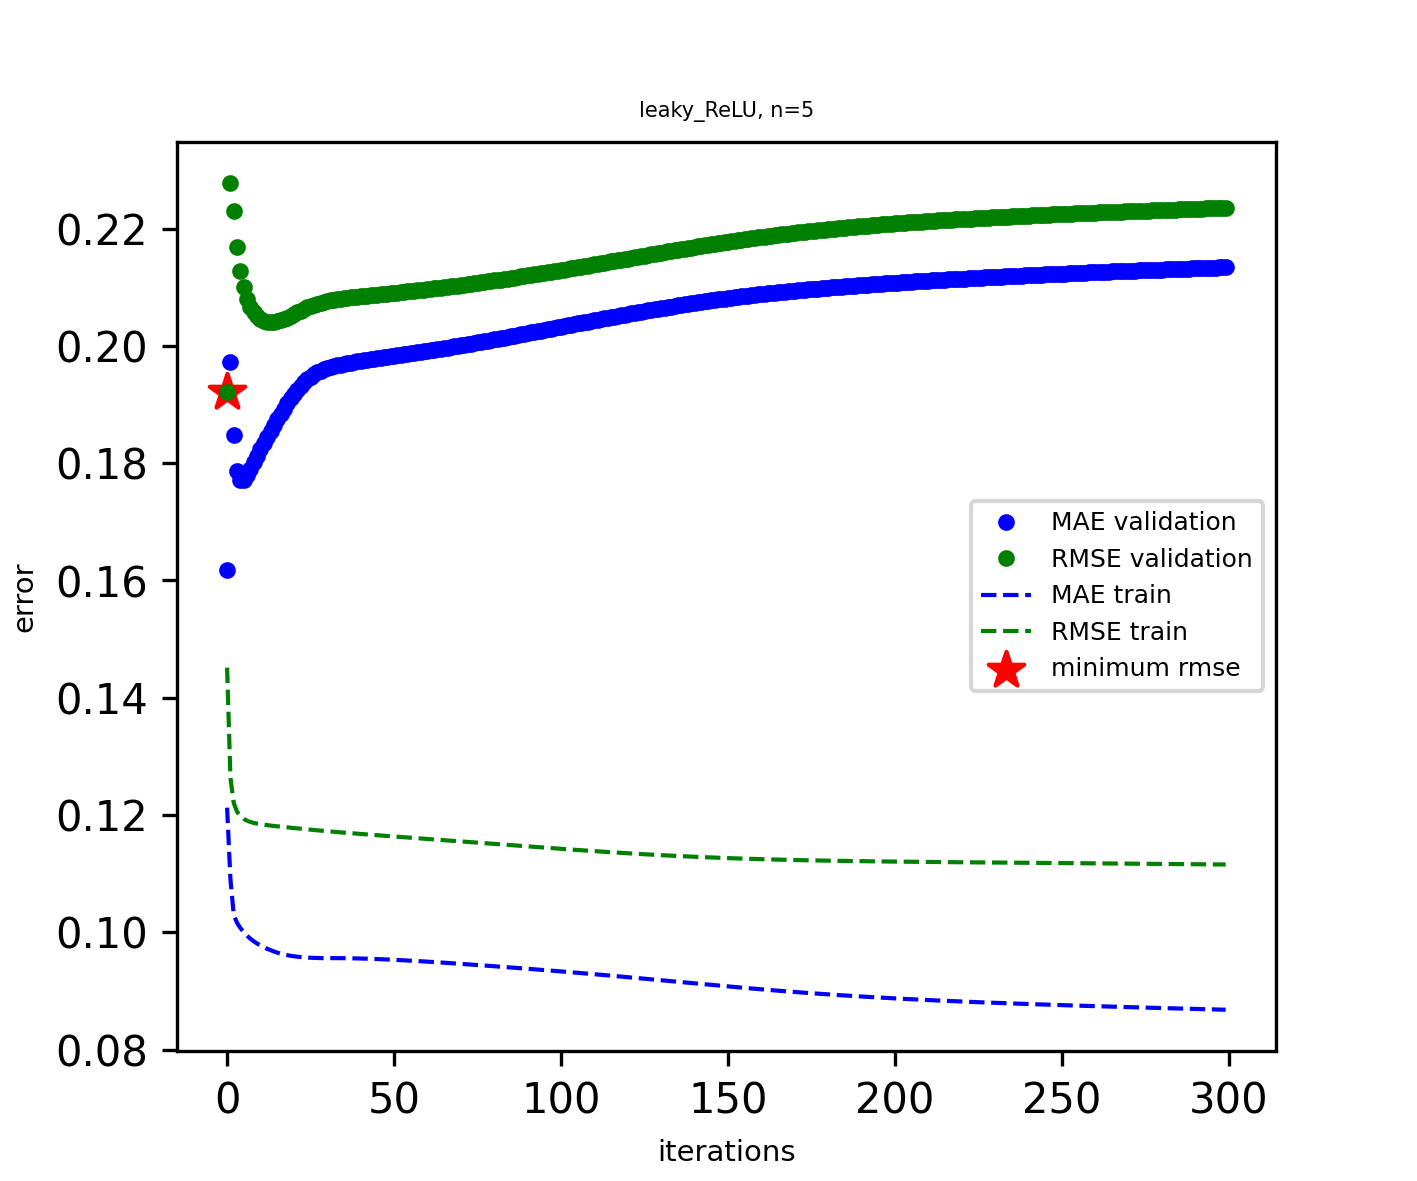 leaky_ReLU, n=5
0.22
0.20
0.18
0.16
0.14
0.12
0.10
0.08
error
MAE validation
RMSE validation
MAE train
RMSE train
minimum rmse
0 50 100 150 200 250 300
iterations